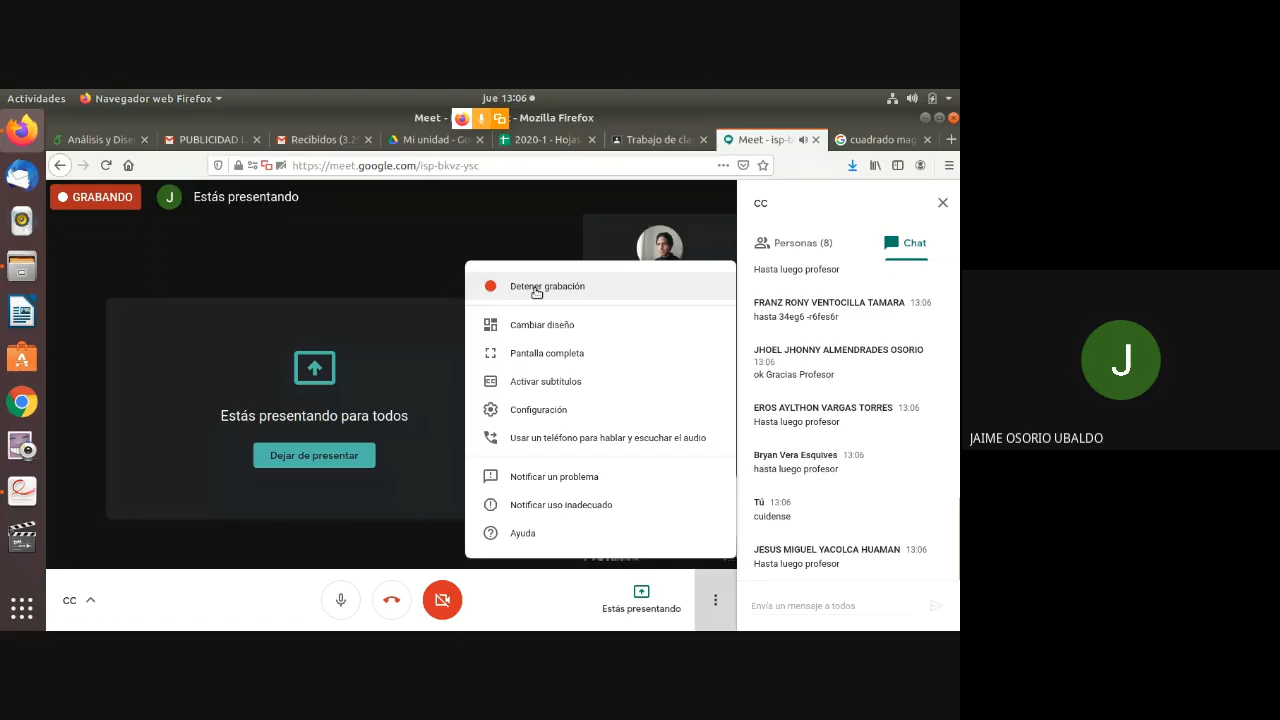 Actividades
Navegador web Firefox
jue 13:06
Meet - - Mozilla Firefox
Análisis y Dise
PUBLICIDAD L
Recibidos (3.2
Mi unidad - Go
2020-1 - Hojas
Trabajo de cla
Meet - isp-b
cuadrado mag
https://meet.google.com/isp-bkvz-ysc
GRABANDO
J
Estás presentando
Estás presentando para todos
Dejar de presentar
Detener grabación
Cambiar diseño
Pantalla completa
Activar subtítulos
Configuración
Usar un teléfono para hablar y escuchar el audio
Notificar un problema
Notificar uso inadecuado
Ayuda
CC
Estás presentando
CC
Personas (8)
Chat
Hasta luego profesor
FRANZ RONY VENTOCILLA TAMARA 13:06
hasta 34eg6 -r6fes6r
JHOEL JHONNY ALMENDRADES OSORIO
13:06
ok Gracias Profesor
EROS AYLTHON VARGAS TORRES 13:06
Hasta luego profesor
Bryan Vera Esquives 13:06
hasta luego profesor
Tú 13:06
cuidense
JESUS MIGUEL YACOLCA HUAMAN 13:06
Hasta luego profesor
Envía un mensaje a todos
J
JAIME OSORIO UBALDO